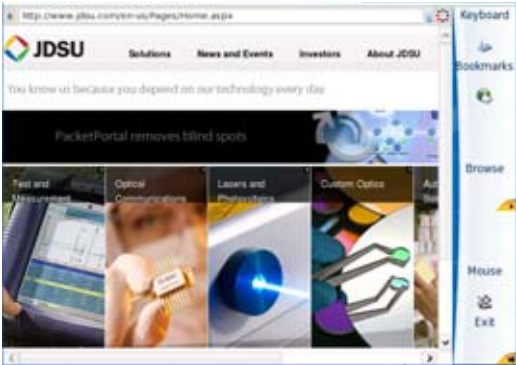 http://www.jdsu.com/en-us/Pages/Home.aspx
Keyboard
JDSU
Solutions
News and Events
Investors
About JDSU
Bookmarks
You know us because you depend on our technology every day
PacketPortal removes blind spots
Browse
Test and
Measurement
Optical
Communications
Lasers and
Photovoltaics
Custom Optics
Mouse
Exit